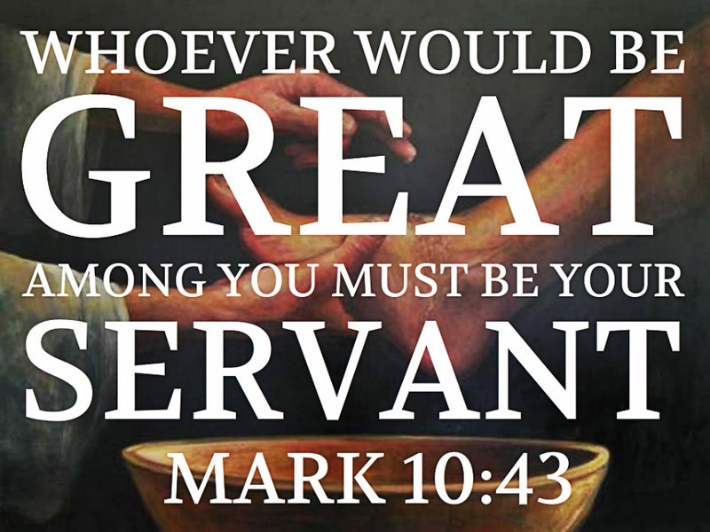 WHOEVER WOULD BE
GREAT
AMONG YOU MUST BE YOUR
SERVANT
MARK 10:43